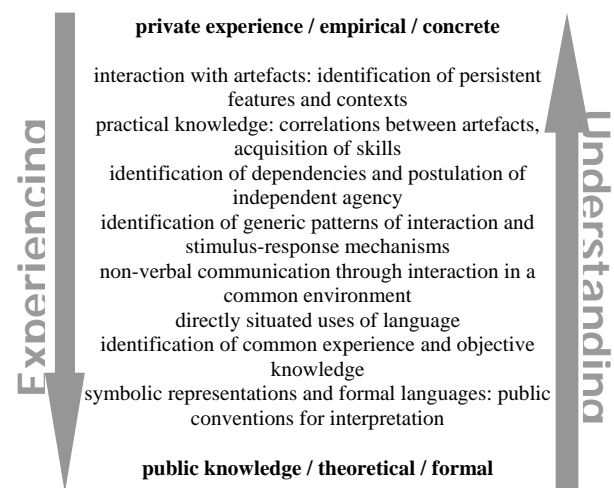 private experience / empirical / concrete
interaction with artefacts: identification of persistent
features and contexts
practical knowledge: correlations between artefacts,
acquisition of skills
identification of dependencies and postulation of
independent agency
identification of generic patterns of interaction and
stimulus-response mechanisms
non-verbal communication through interaction in a
common environment
directly situated uses of language
identification of common experience and objective
knowledge
symbolic representations and formal languages: public
conventions for interpretation
public knowledge / theoretical / formal
Experiencing
Understanding